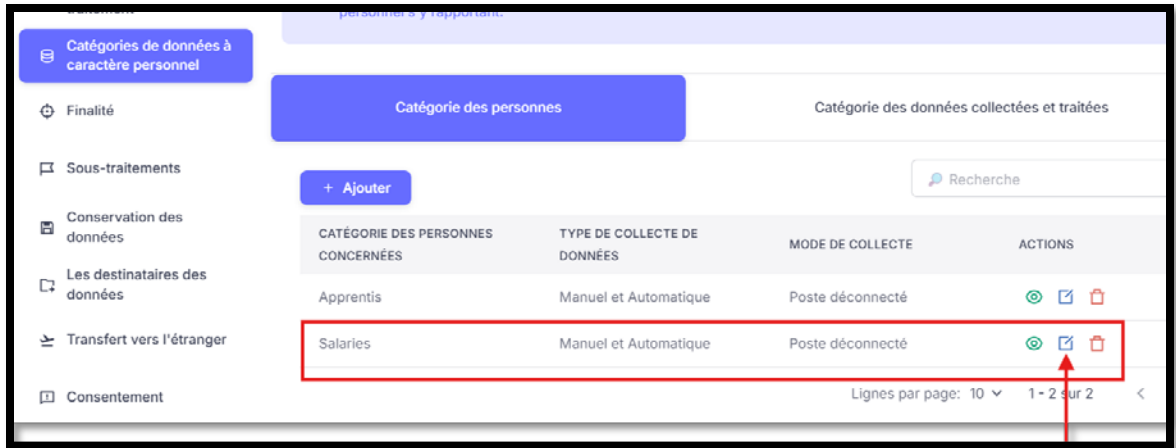 traitement
personnel s'y rapportant.
Catégories de données à
caractère personnel
Finalité
Sous-traitements
Conservation des
données
Les destinataires des
données
Transfert vers l'étranger
Consentement
Catégorie des personnes
Catégorie des données collectées et traitées
+ Ajouter
Recherche
CATÉGORIE DES PERSONNES
CONCERNÉES
TYPE DE COLLECTE DE
DONNÉES
MODE DE COLLECTE
ACTIONS
Apprentis
Manuel et Automatique
Poste déconnecté
Salaries
Manuel et Automatique
Poste déconnecté
Lignes par page: 10
1 - 2 sur 2